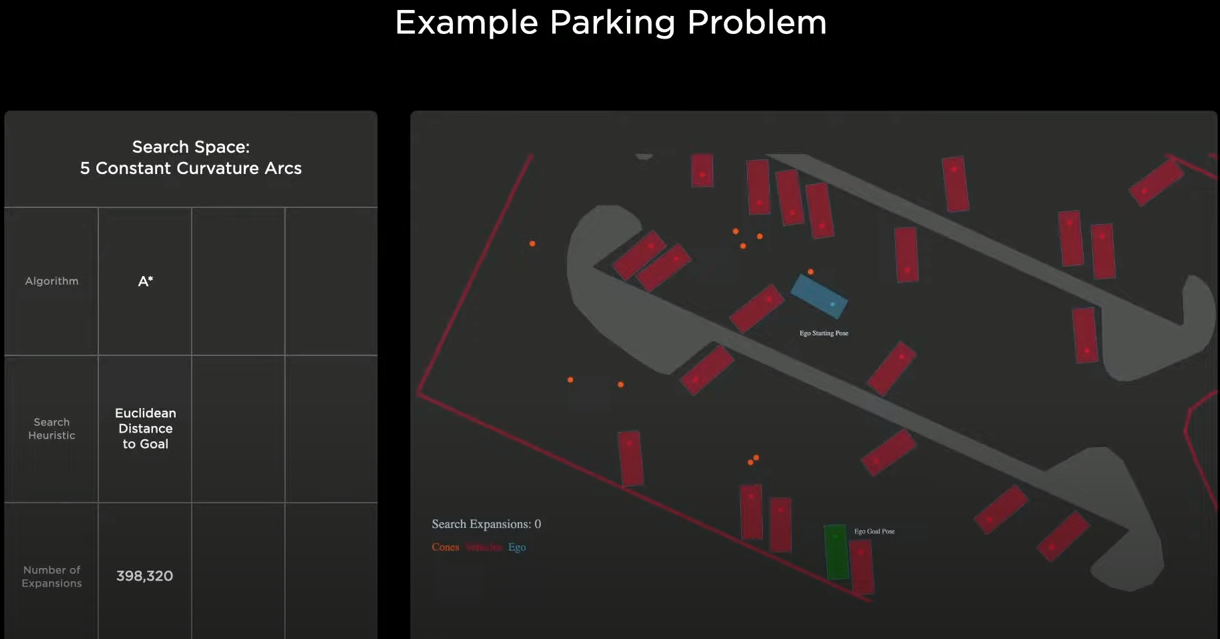 Example Parking Problem
Search Space:
5 Constant Curvature Arcs
Algorithm
A*
Search
Heuristic
Euclidean
Distance
to Goal
Number of
Expansions
398,320
Ego Starting Pose
Ego Goal Pose
Search Expansions: 0
Cones Vehicles Ego